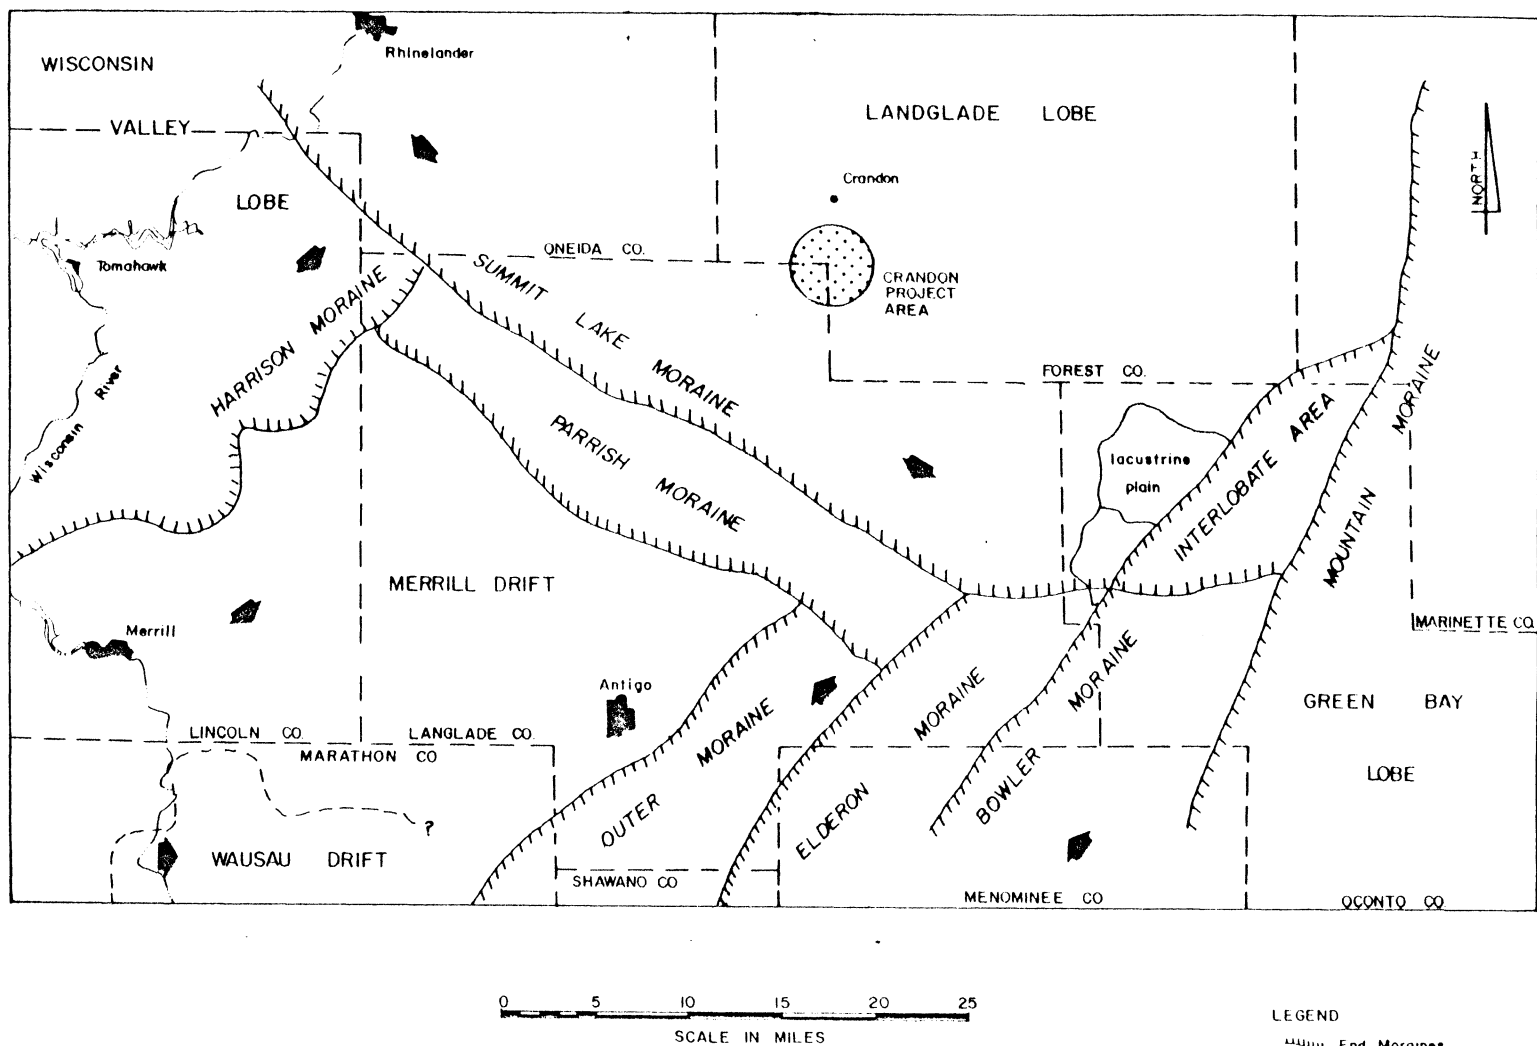 Rhinelander
WISCONSIN
VALLEY
LOBE
LANDGLADE LOBE
NORTH
Crandon
CRANDON
PROJECT
AREA
ONEIDA CO.
Tomahawk
HARRISON MORAINE
SUMMIT LAKE MORAINE
Wisconsin River
FOREST CO.
PARRISH MORAINE
lacustrine
plain
INTERLOBATE AREA
MOUNTAIN MORAINE
MERRILL DRIFT
Merrill
MARINETTE CO.
Antigo
OUTER MORAINE
ELDERON MORAINE
BOWLER MORAINE
GREEN BAY
LOBE
LINCOLN CO.
LANGLADE CO.
MARATHON CO
?
WAUSAU DRIFT
SHAWANO CO
MENOMINEE CO
OCONTO CO.
0 5 10 15 20 25
SCALE IN MILES
LEGEND
End Moraines